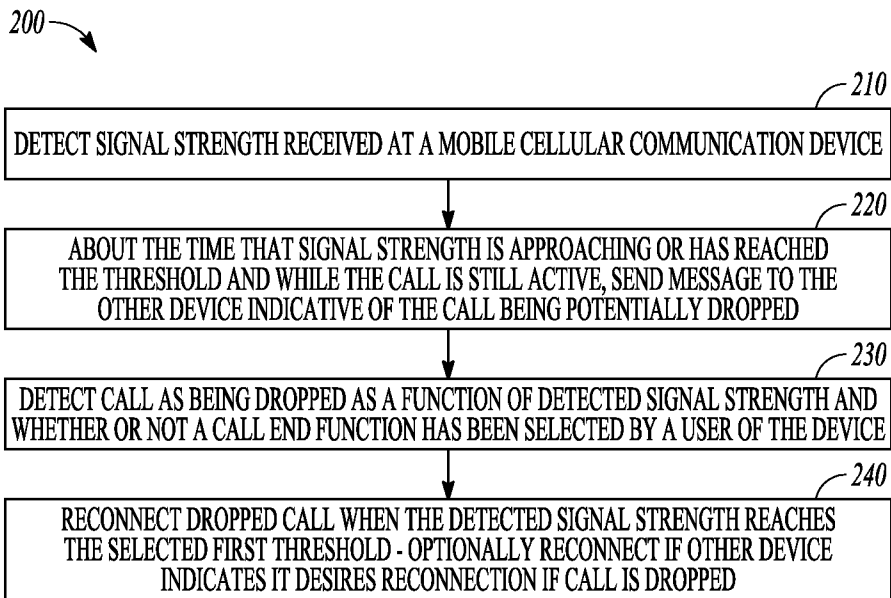 200
210
DETECT SIGNAL STRENGTH RECEIVED AT A MOBILE CELLULAR COMMUNICATION DEVICE
220
ABOUT THE TIME THAT SIGNAL STRENGTH IS APPROACHING OR HAS REACHED
THE THRESHOLD AND WHILE THE CALL IS STILL ACTIVE, SEND MESSAGE TO THE
OTHER DEVICE INDICATIVE OF THE CALL BEING POTENTIALLY DROPPED
230
DETECT CALL AS BEING DROPPED AS A FUNCTION OF DETECTED SIGNAL STRENGTH AND
WHETHER OR NOT A CALL END FUNCTION HAS BEEN SELECTED BY A USER OF THE DEVICE
240
RECONNECT DROPPED CALL WHEN THE DETECTED SIGNAL STRENGTH REACHES
THE SELECTED FIRST THRESHOLD - OPTIONALLY RECONNECT IF OTHER DEVICE
INDICATES IT DESIRES RECONNECTION IF CALL IS DROPPED